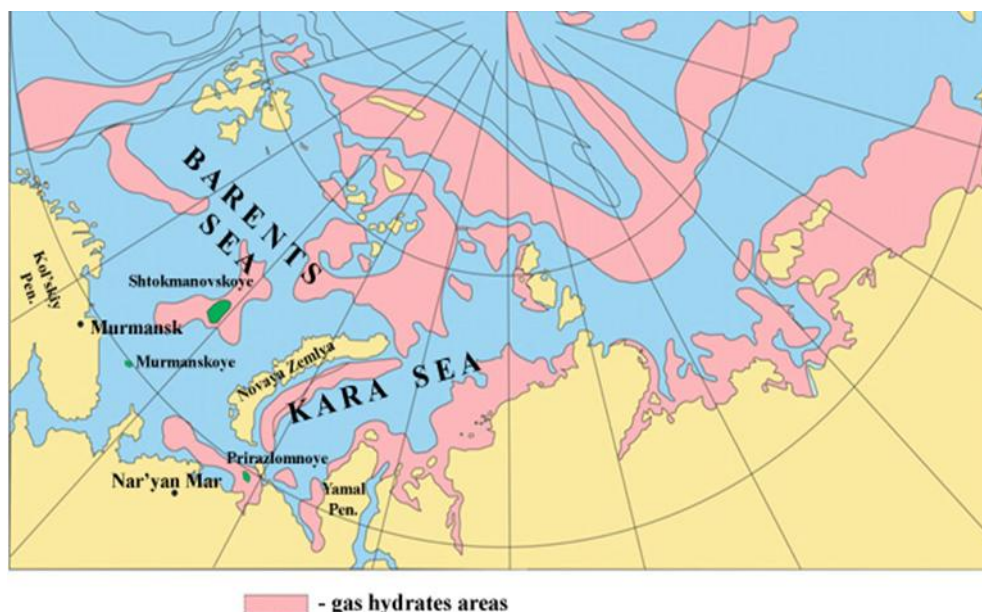 BARENTS
SEA
Kol'skiy
Pen.
Shtokmanovskoye
Murmansk
Murmanskoye
Novaya Zemlya
KARA SEA
Prirazlomnoye
Nar'yan Mar
Yamal
Pen.
- gas hydrates areas